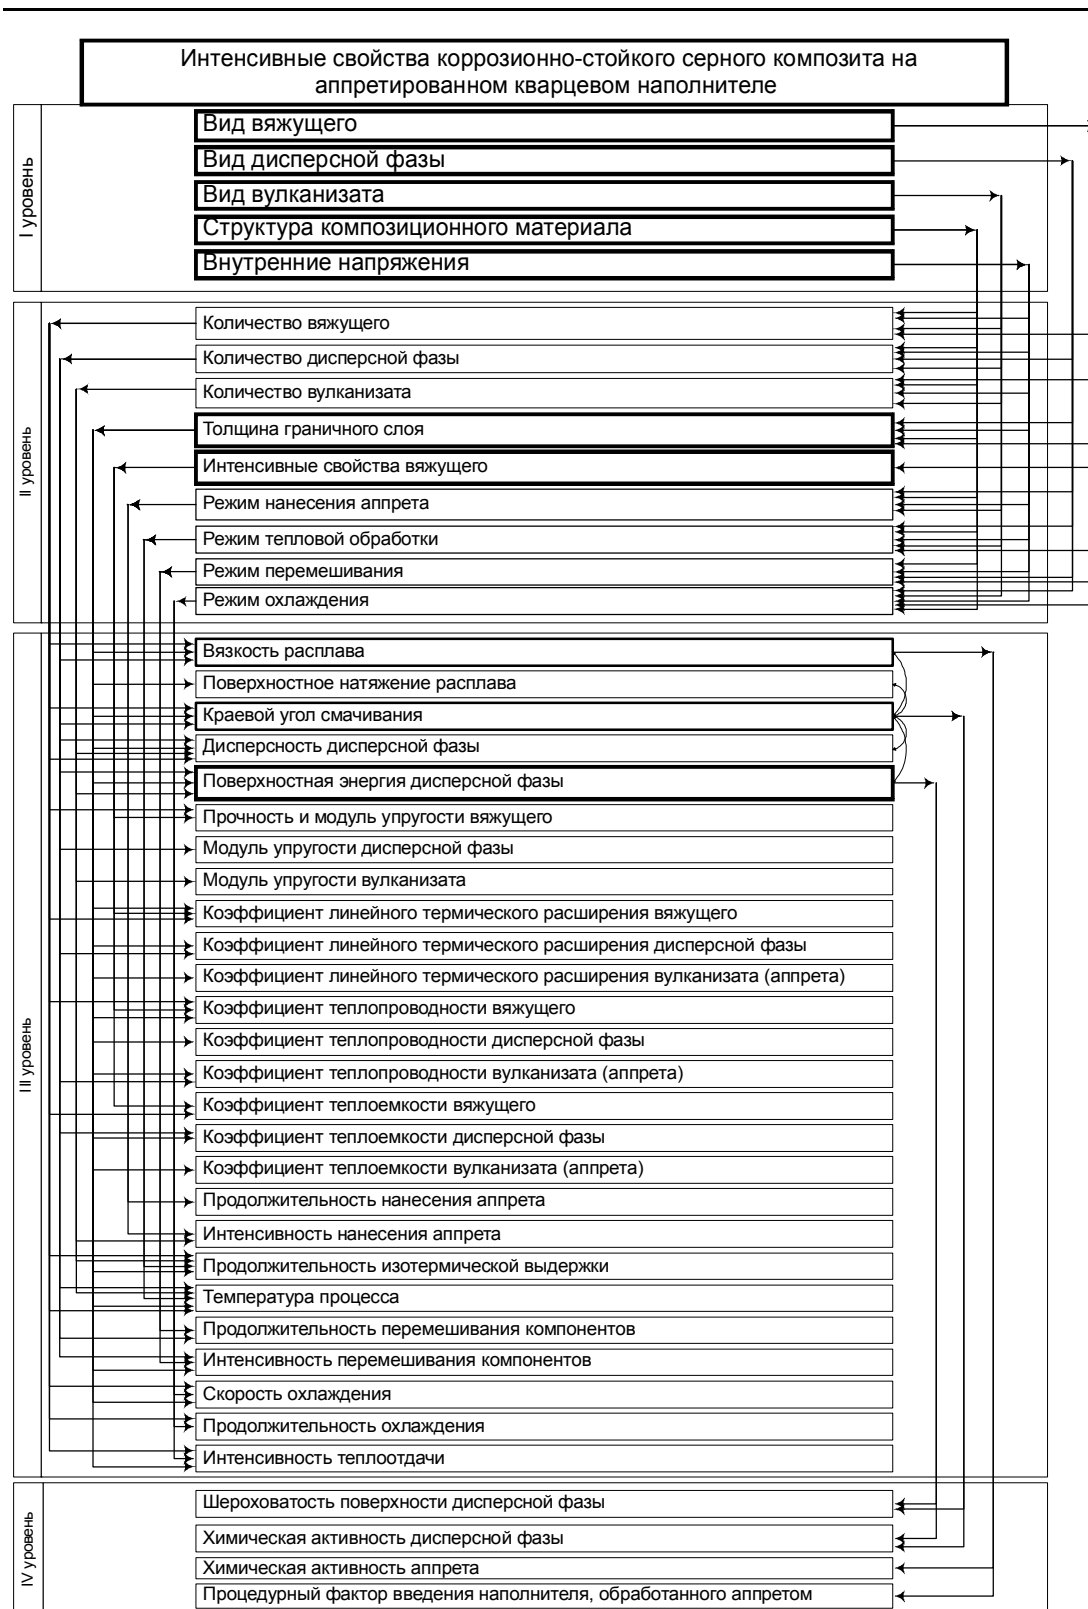 Интенсивные свойства коррозионно-стойкого серного композита на
аппретированном кварцевом наполнителе
I уровень
Вид вяжущего
Вид дисперсной фазы
Вид вулканизата
Структура композиционного материала
Внутренние напряжения
II уровень
Количество вяжущего
Количество дисперсной фазы
Количество вулканизата
Толщина граничного слоя
Интенсивные свойства вяжущего
Режим нанесения аппрета
Режим тепловой обработки
Режим перемешивания
Режим охлаждения
III уровень
Вязкость расплава
Поверхностное натяжение расплава
Краевой угол смачивания
Дисперсность дисперсной фазы
Поверхностная энергия дисперсной фазы
Прочность и модуль упругости вяжущего
Модуль упругости дисперсной фазы
Модуль упругости вулканизата
Коэффициент линейного термического расширения вяжущего
Коэффициент линейного термического расширения дисперсной фазы
Коэффициент линейного термического расширения вулканизата (аппрета)
Коэффициент теплопроводности вяжущего
Коэффициент теплопроводности дисперсной фазы
Коэффициент теплопроводности вулканизата (аппрета)
Коэффициент теплоемкости вяжущего
Коэффициент теплоемкости дисперсной фазы
Коэффициент теплоемкости вулканизата (аппрета)
Продолжительность нанесения аппрета
Интенсивность нанесения аппрета
Продолжительность изотермической выдержки
Температура процесса
Продолжительность перемешивания компонентов
Интенсивность перемешивания компонентов
Скорость охлаждения
Продолжительность охлаждения
Интенсивность теплоотдачи
IV уровень
Шероховатость поверхности дисперсной фазы
Химическая активность дисперсной фазы
Химическая активность аппрета
Процедурный фактор введения наполнителя, обработанного аппретом